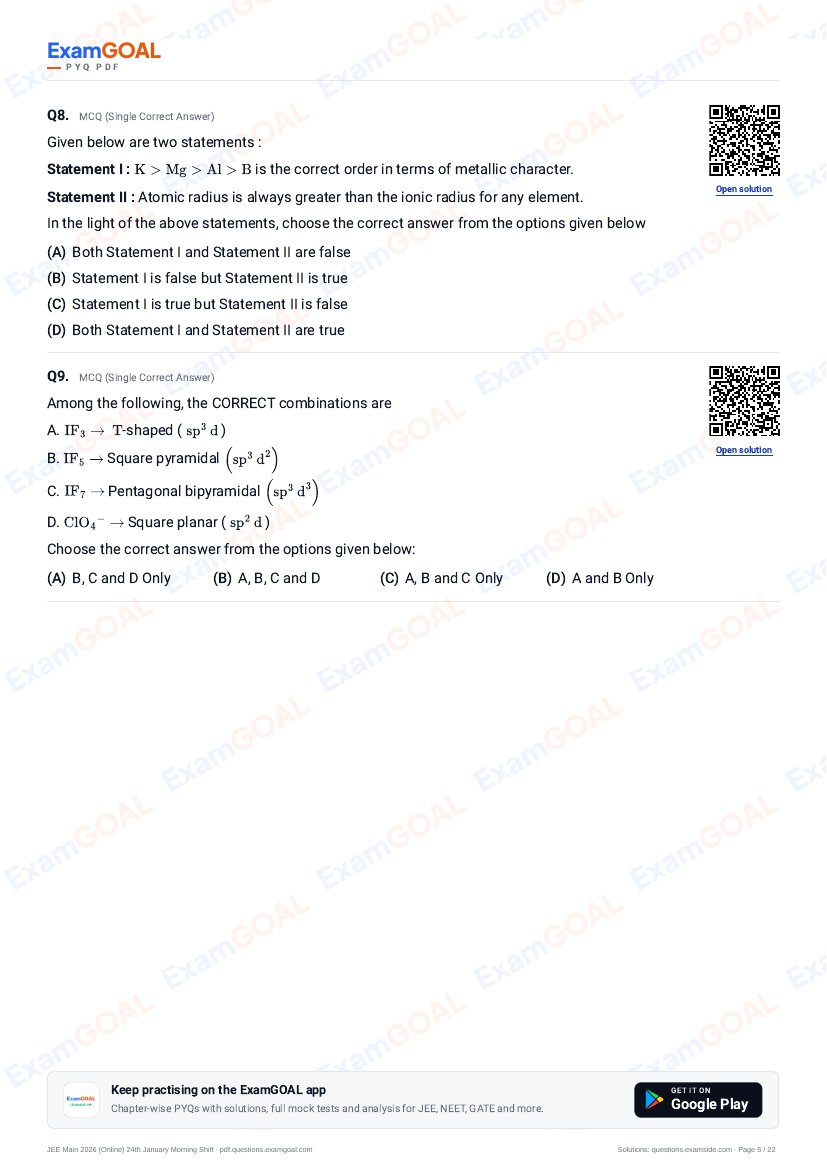 ExamGOAL
PYQ PDF
Q8. MCQ (Single Correct Answer)
Given below are two statements :
Statement I : K > Mg > Al > B is the correct order in terms of metallic character.
Open solution
Statement II : Atomic radius is always greater than the ionic radius for any element.
In the light of the above statements, choose the correct answer from the options given below
(A) Both Statement I and Statement II are false
(B) Statement I is false but Statement II is true
(C) Statement I is true but Statement II is false
(D) Both Statement I and Statement II are true
Q9. MCQ (Single Correct Answer)
Among the following, the CORRECT combinations are
A. IF₃ → T-shaped ( sp³ d )
Open solution
B. IF₅ → Square pyramidal (sp³ d²)
C. IF₇ → Pentagonal bipyramidal (sp³ d³)
D. ClO₄⁻ → Square planar ( sp² d )
Choose the correct answer from the options given below:
(A) B, C and D Only (B) A, B, C and D (C) A, B and C Only (D) A and B Only
Keep practising on the ExamGOAL app
Chapter-wise PYQs with solutions, full mock tests and analysis for JEE, NEET, GATE and more.
GET IT ON
Google Play
JEE Main 2026 (Online) 24th January Morning Shift · pdf.questions.examgoal.com
Solutions: questions.examside.com · Page 5 / 22